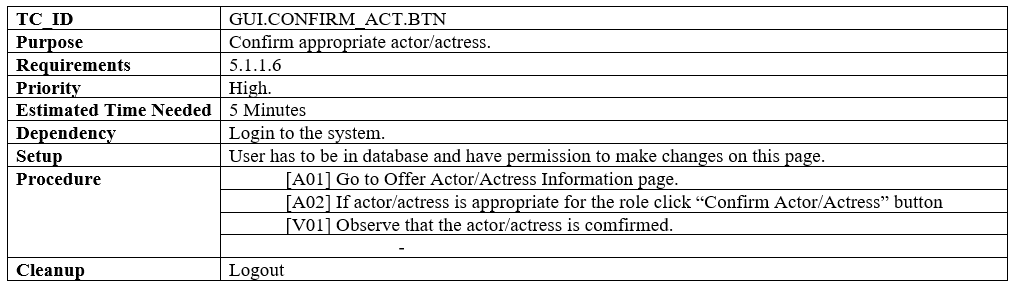 TC_ID GUI.CONFIRM_ACT.BTN
Purpose Confirm appropriate actor/actress.
Requirements 5.1.1.6
Priority High.
Estimated Time Needed 5 Minutes
Dependency Login to the system.
Setup User has to be in database and have permission to make changes on this page.
Procedure [A01] Go to Offer Actor/Actress Information page.
[A02] If actor/actress is appropriate for the role click “Confirm Actor/Actress” button
[V01] Observe that the actor/actress is comfirmed.
-
Cleanup Logout